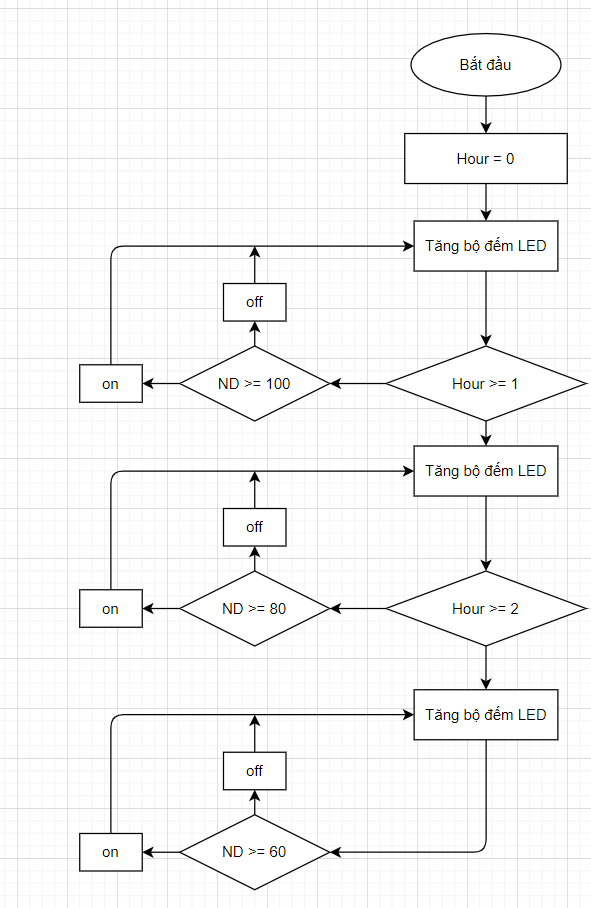 Bắt đầu
Hour = 0
Tăng bộ đếm LED
off
on
ND >= 100
Hour >= 1
Tăng bộ đếm LED
off
on
ND >= 80
Hour >= 2
Tăng bộ đếm LED
off
on
ND >= 60